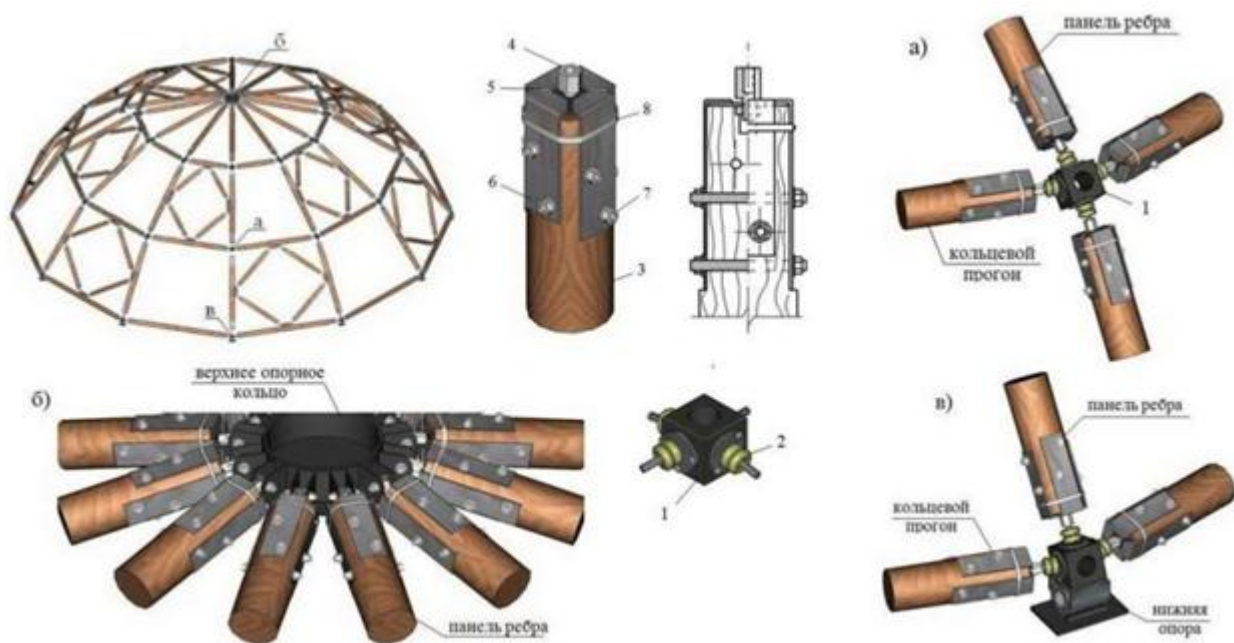 б
а
в
4
5
8
6
7
3
а)
панель ребра
1
кольцевой
прогон
б)
верхнее опорное
кольцо
панель ребра
2
1
в)
панель ребра
кольцевой
прогон
нижняя
опора